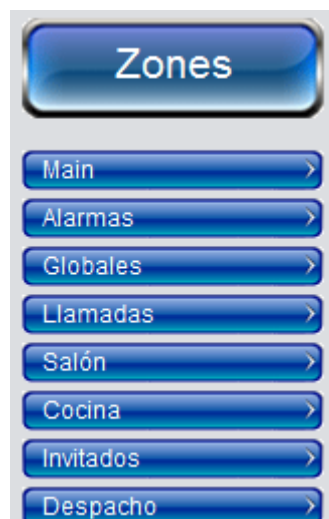 Zones
Main
Alarmas
Globales
Llamadas
Salón
Cocina
Invitados
Despacho